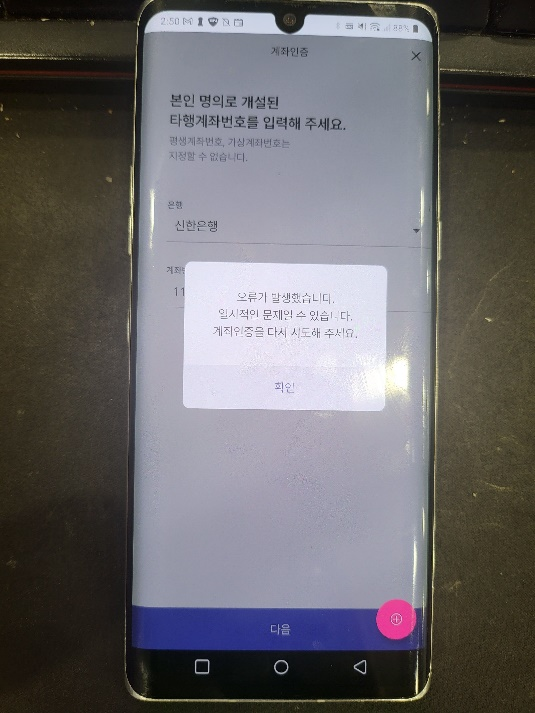 2:50
88%
계좌인증
본인 명의로 개설된
타행계좌번호를 입력해 주세요.
평생계좌번호, 가상계좌번호는
지정할 수 없습니다.
은행
신한은행
11
오류가 발생했습니다.
일시적인 문제일 수 있습니다.
계좌인증을 다시 시도해 주세요.
확인
다음